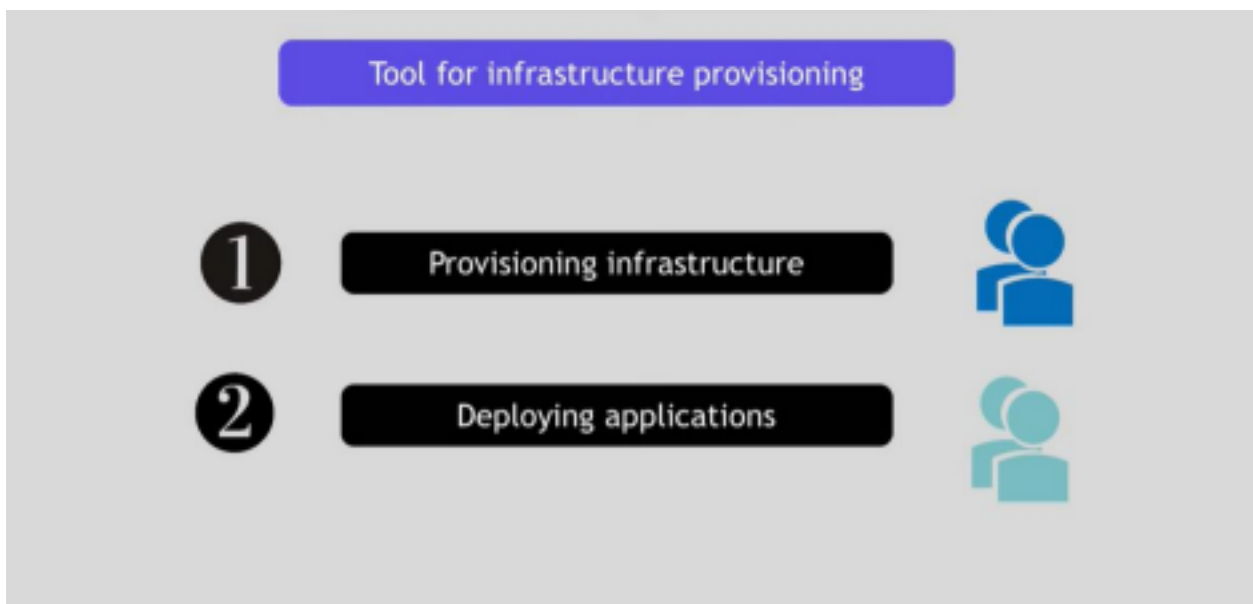 Tool for infrastructure provisioning
1 Provisioning infrastructure
2 Deploying applications